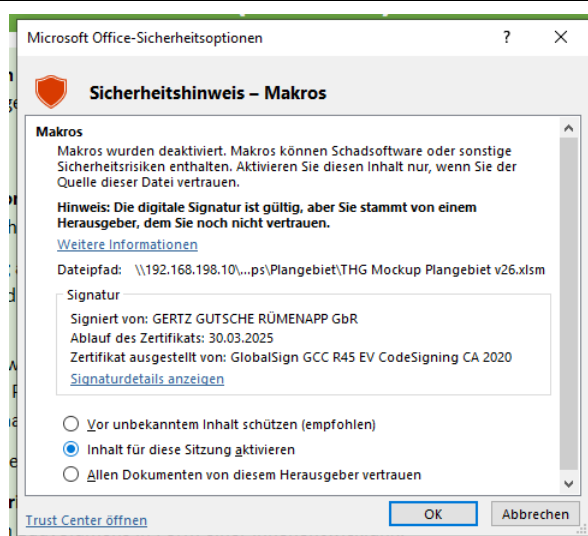 Microsoft Office-Sicherheitsoptionen
?
Sicherheitshinweis – Makros
Makros
Makros wurden deaktiviert. Makros können Schadsoftware oder sonstige
Sicherheitsrisiken enthalten. Aktivieren Sie diesen Inhalt nur, wenn Sie der
Quelle dieser Datei vertrauen.
Hinweis: Die digitale Signatur ist gültig, aber Sie stammt von einem
Herausgeber, dem Sie noch nicht vertrauen.
Weitere Informationen
Dateipfad: \\192.168.198.10\...ps\Plangebiet\THG Mockup Plangebiet v26.xlsm
Signatur
Signiert von: GERTZ GUTSCHE RÜMENAPP GbR
Ablauf des Zertifikats: 30.03.2025
Zertifikat ausgestellt von: GlobalSign GCC R45 EV CodeSigning CA 2020
Signaturdetails anzeigen
Vor unbekanntem Inhalt schützen (empfohlen)
Inhalt für diese Sitzung aktivieren
Allen Dokumenten von diesem Herausgeber vertrauen
Trust Center öffnen
OK
Abbrechen